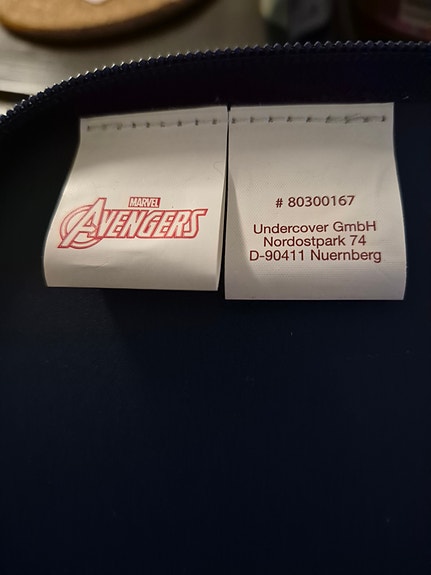 MARVEL
AVENGERS
# 80300167
Undercover GmbH
Nordostpark 74
D-90411 Nuernberg